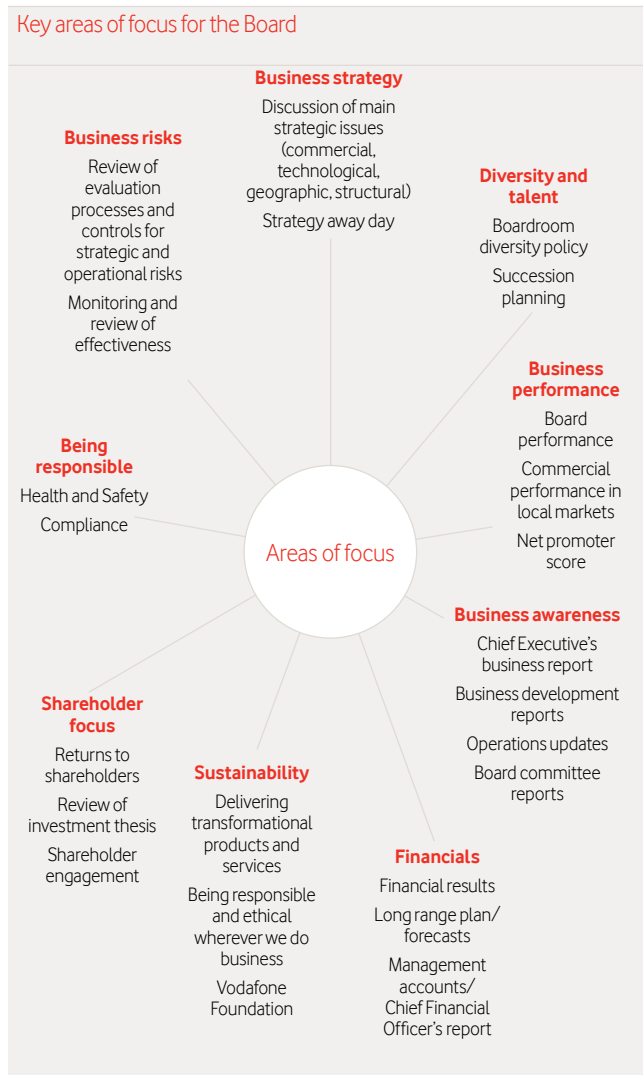 Key areas of focus for the Board
Business strategy
Discussion of main
strategic issues
(commercial,
technological,
geographic, structural)
Strategy away day
Business risks
Review of
evaluation
processes and
controls for
strategic and
operational risks
Monitoring and
review of
effectiveness
Diversity and
talent
Boardroom
diversity policy
Succession
planning
Business
performance
Board
performance
Commercial
performance in
local markets
Net promoter
score
Being
responsible
Health and Safety
Compliance
Areas of focus
Business awareness
Chief Executive’s
business report
Business development
reports
Operations updates
Board committee
reports
Shareholder
focus
Returns to
shareholders
Review of
investment thesis
Shareholder
engagement
Sustainability
Delivering
transformational
products and
services
Being responsible
and ethical
wherever we do
business
Vodafone
Foundation
Financials
Financial results
Long range plan/
forecasts
Management
accounts/
Chief Financial
Officer’s report